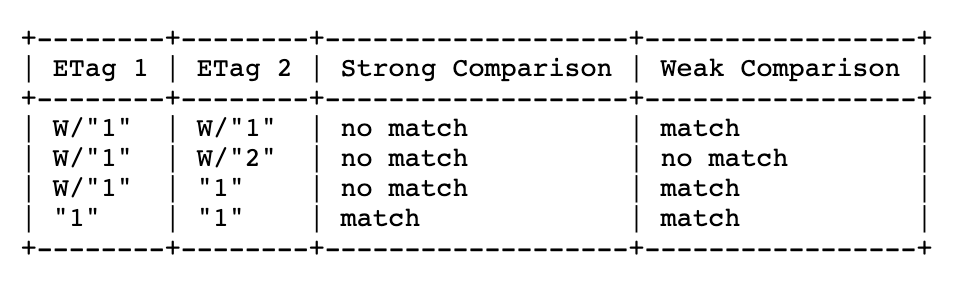 +--------+--------+-------------------+-----------------+
| ETag 1 | ETag 2 | Strong Comparison | Weak Comparison |
+--------+--------+-------------------+-----------------+
| W/"1"  | W/"1"  | no match          | match           |
| W/"1"  | W/"2"  | no match          | no match        |
| W/"1"  | "1"    | no match          | match           |
| "1"    | "1"    | match             | match           |
+--------+--------+-------------------+-----------------+